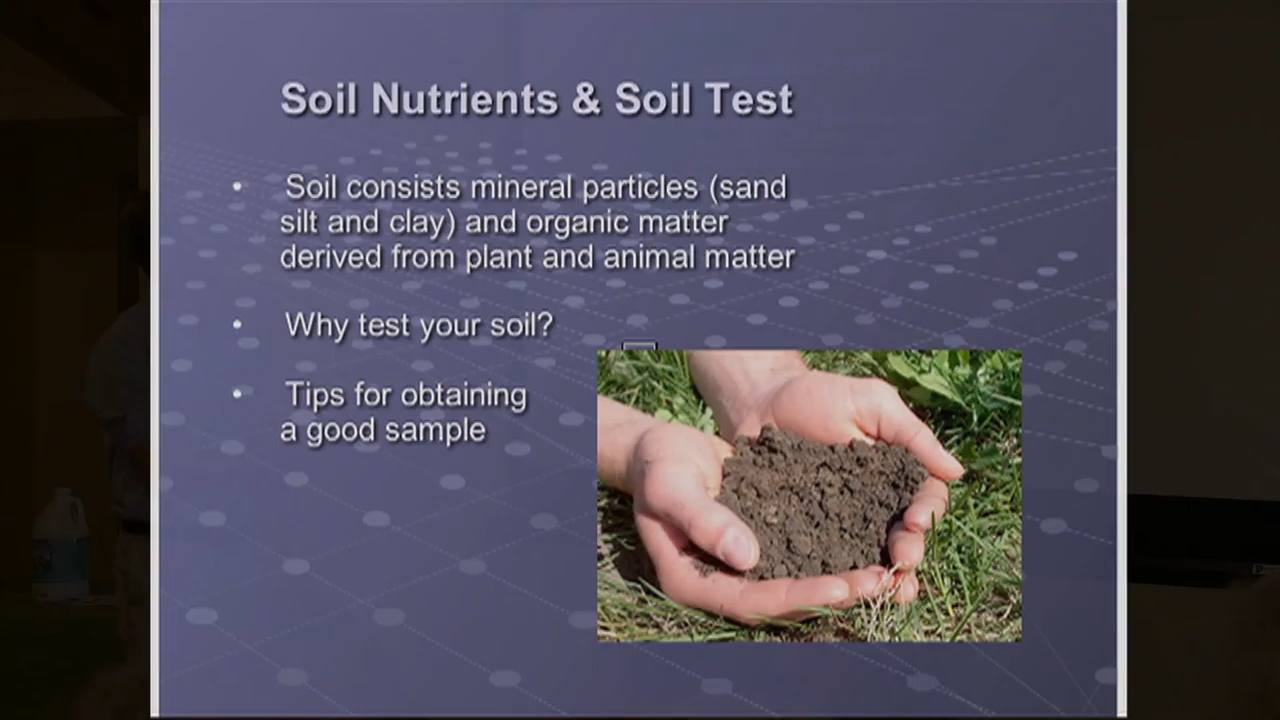 Soil Nutrients & Soil Test
• Soil consists mineral particles (sand
silt and clay) and organic matter
derived from plant and animal matter
• Why test your soil?
• Tips for obtaining
a good sample